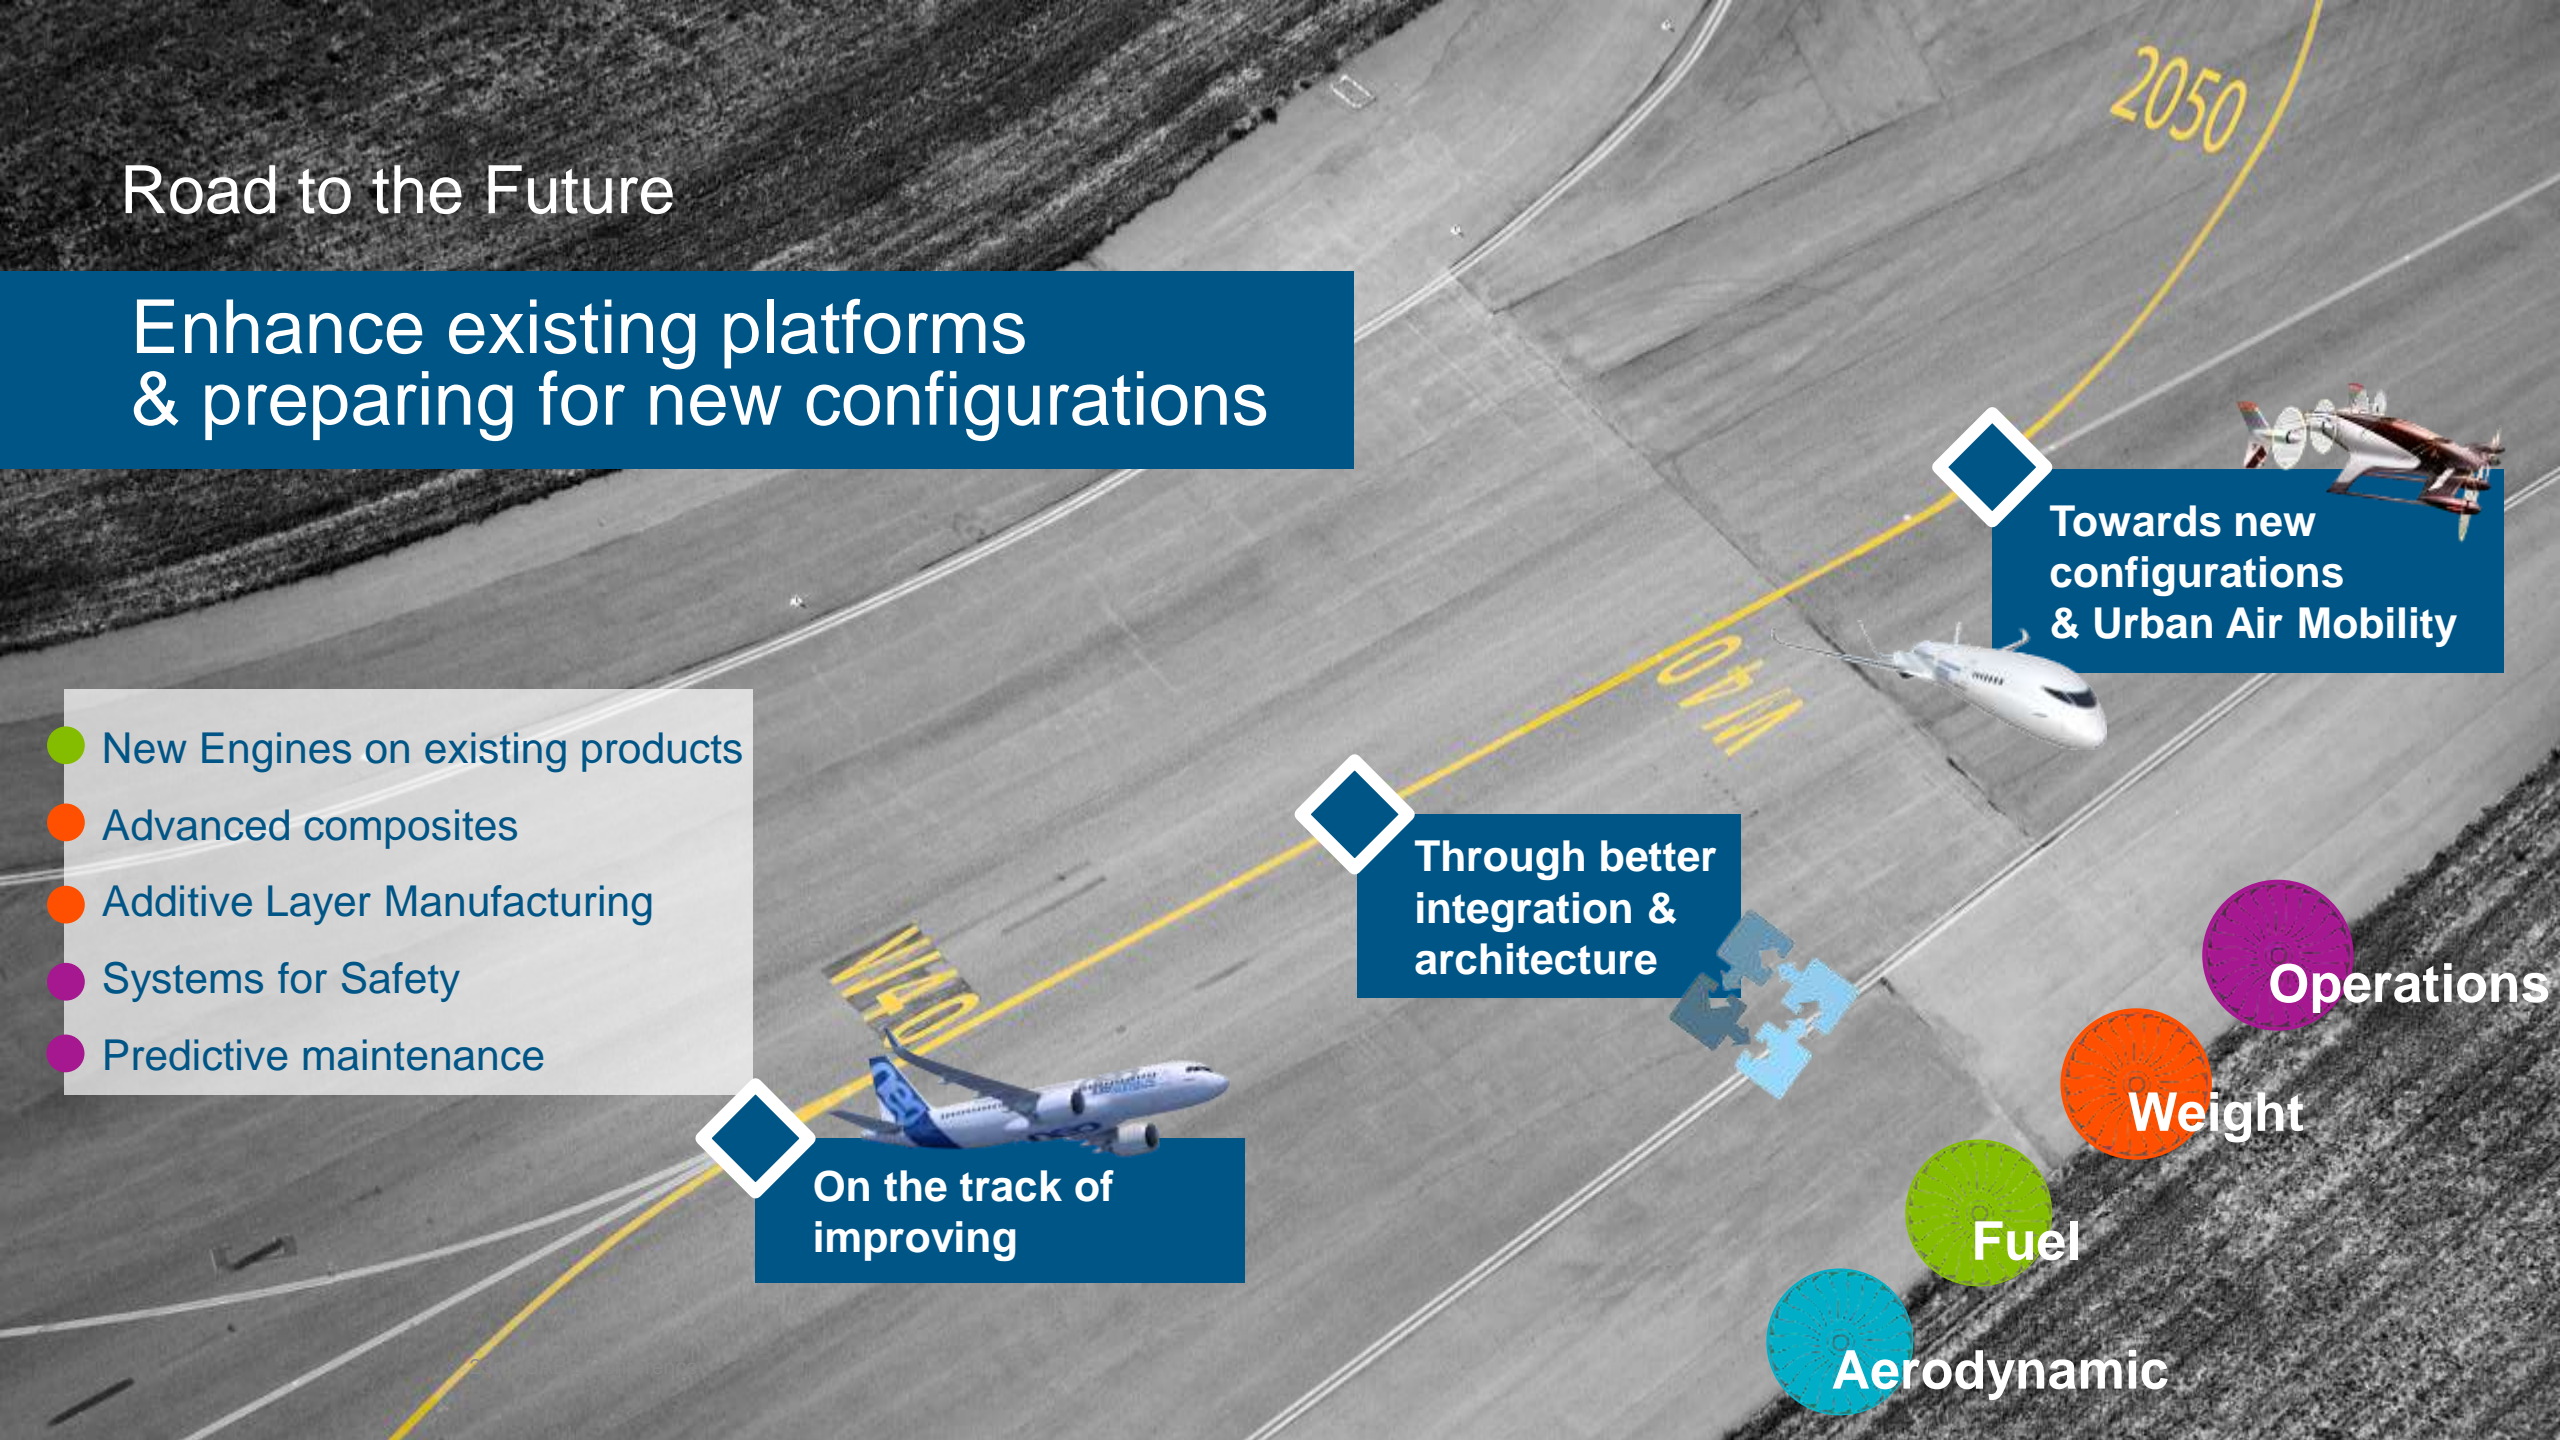 2050
Road to the Future
Enhance existing platforms
& preparing for new configurations
Towards new
configurations
& Urban Air Mobility
W40
New Engines on existing products
Advanced composites
Additive Layer Manufacturing
Systems for Safety
Predictive maintenance
Through better
integration &
architecture
W40
neo
On the track of
improving
Operations
Weight
Fuel
Aerodynamic